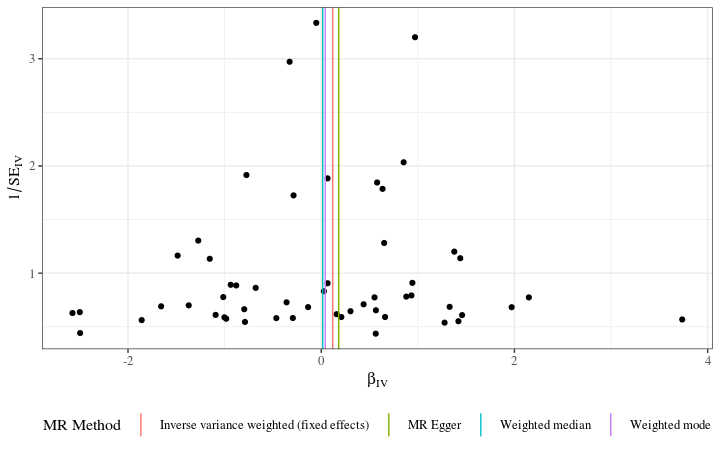 3
2
1
1/SE_IV
-2
0
2
4
β_IV
MR Method Inverse variance weighted (fixed effects) MR Egger Weighted median Weighted mode